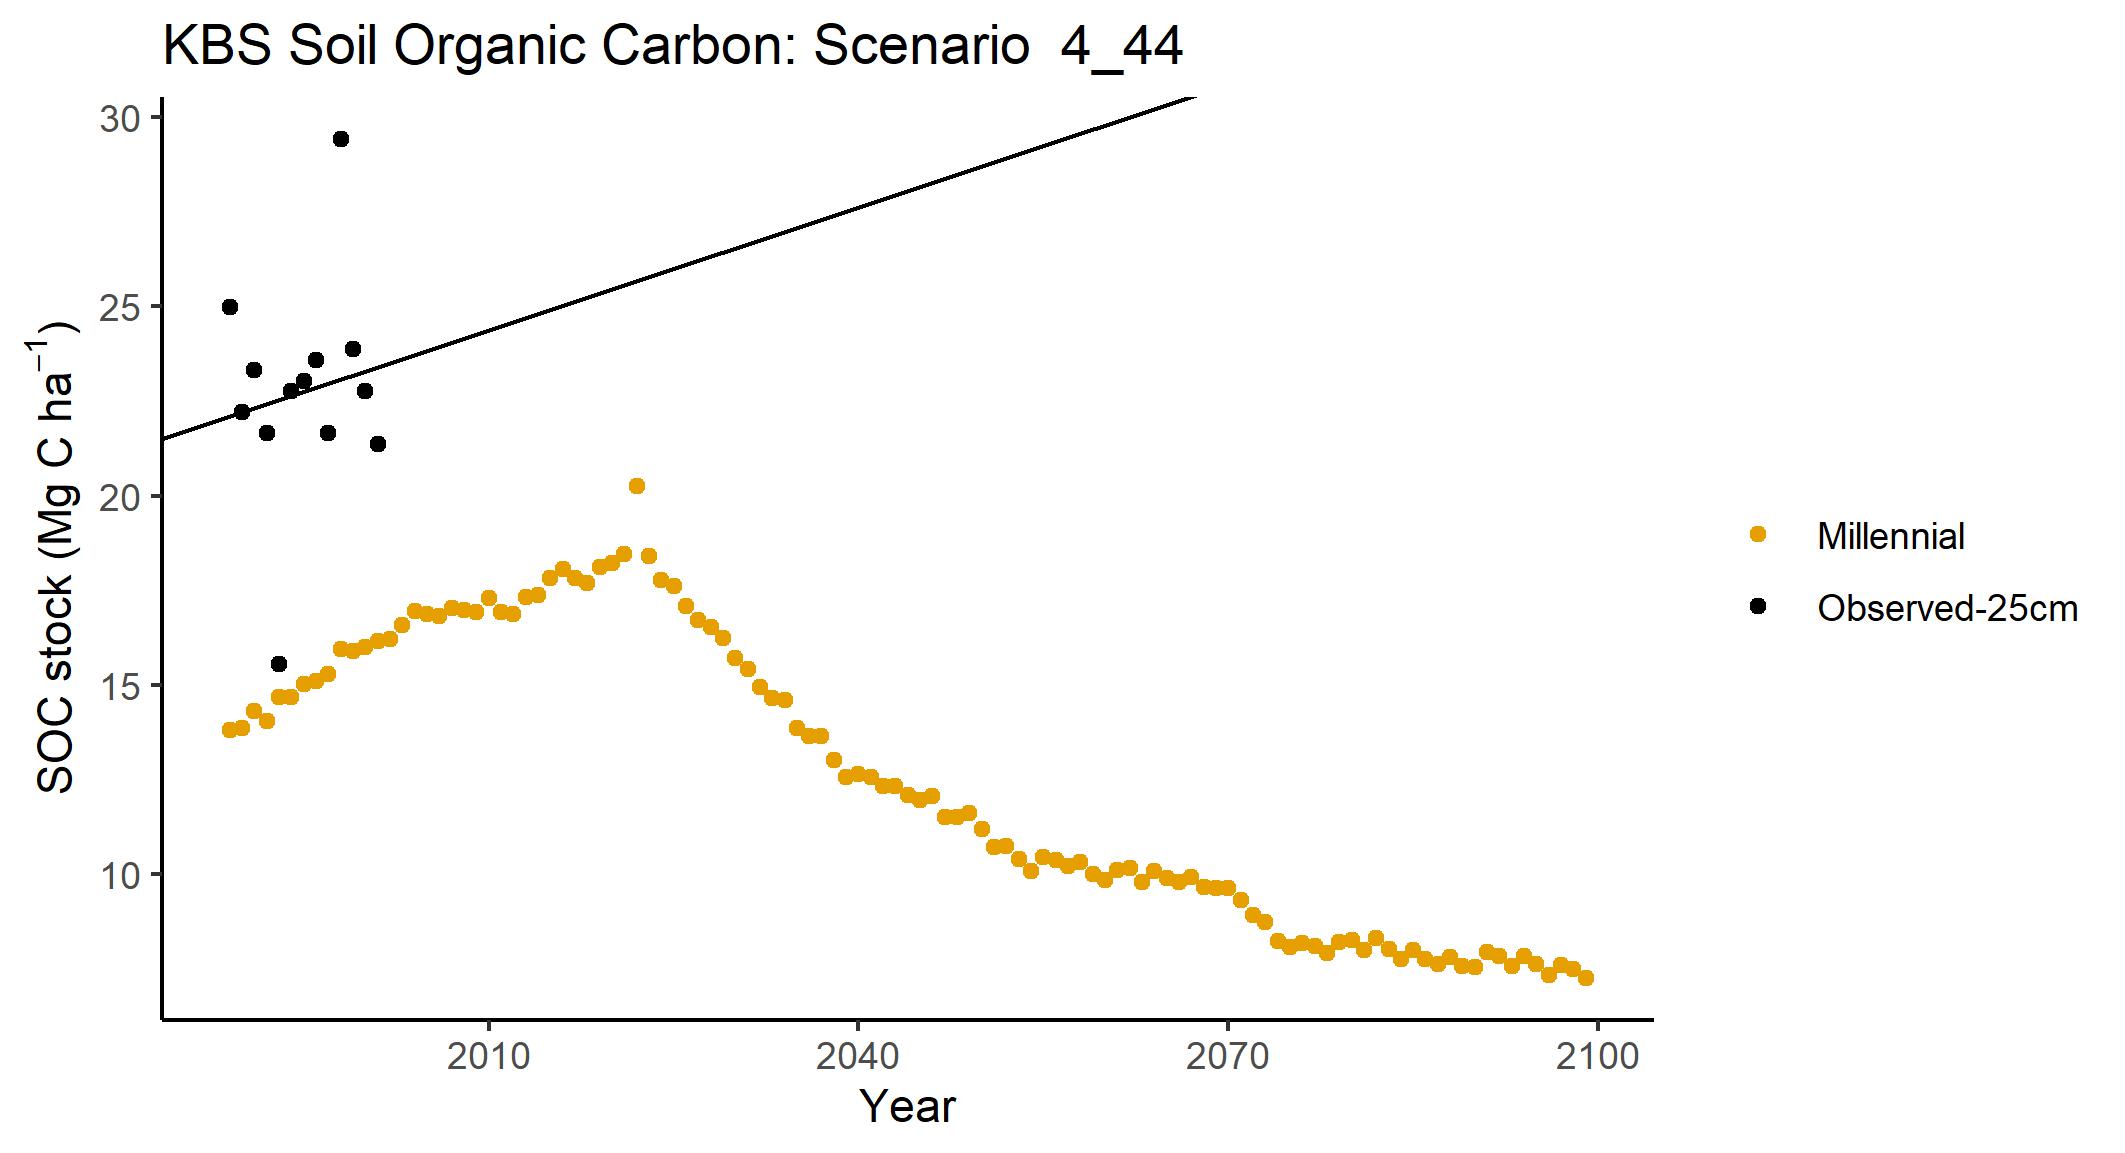 KBS Soil Organic Carbon: Scenario  4_44
30
25
20
15
10
SOC stock (Mg C ha⁻¹)
2010 2040 2070 2100
Year
Millennial
Observed-25cm